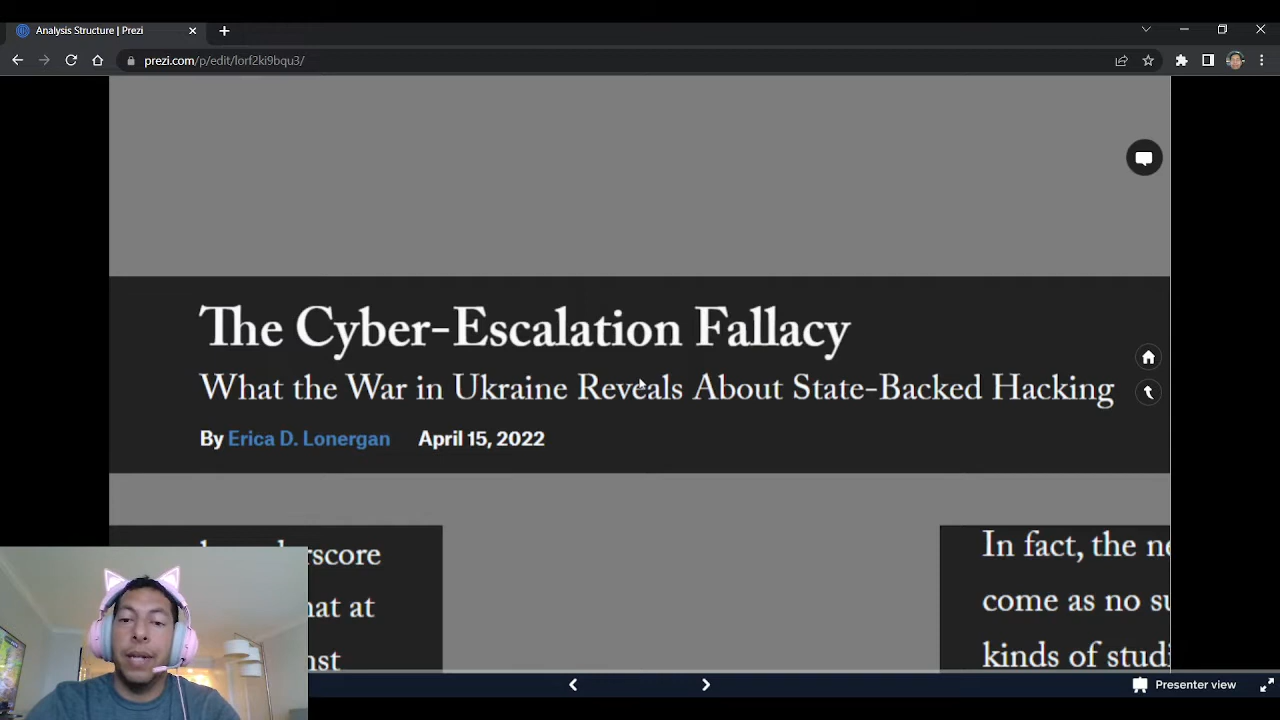 Analysis Structure | Prezi
prezi.com/p/edit/lorf2ki9bqu3/
The Cyber-Escalation Fallacy
What the War in Ukraine Reveals About State-Backed Hacking
By Erica D. Lonergan April 15, 2022
In fact, the
come as no
kinds of
Presenter view